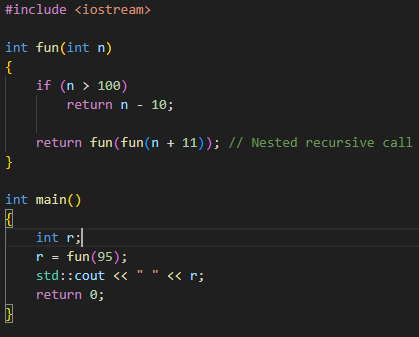 #include <iostream>
int fun(int n)
{
if (n > 100)
return n - 10;
return fun(fun(n + 11)); // Nested recursive call
}
int main()
{
int r;
r = fun(95);
std::cout << " " << r;
return 0;
}